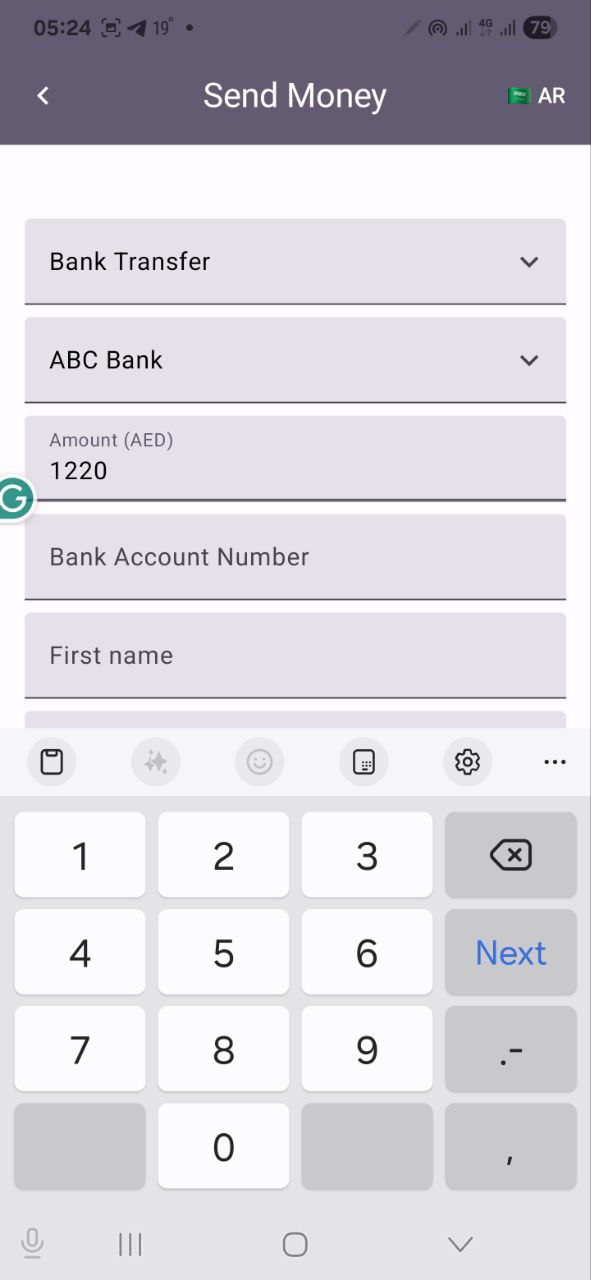 05:24 19° •
4G 79
Send Money
AR
Bank Transfer
ABC Bank
Amount (AED)
1220
G
Bank Account Number
First name
1 2 3
4 5 6 Next
7 8 9 .-
0 ,